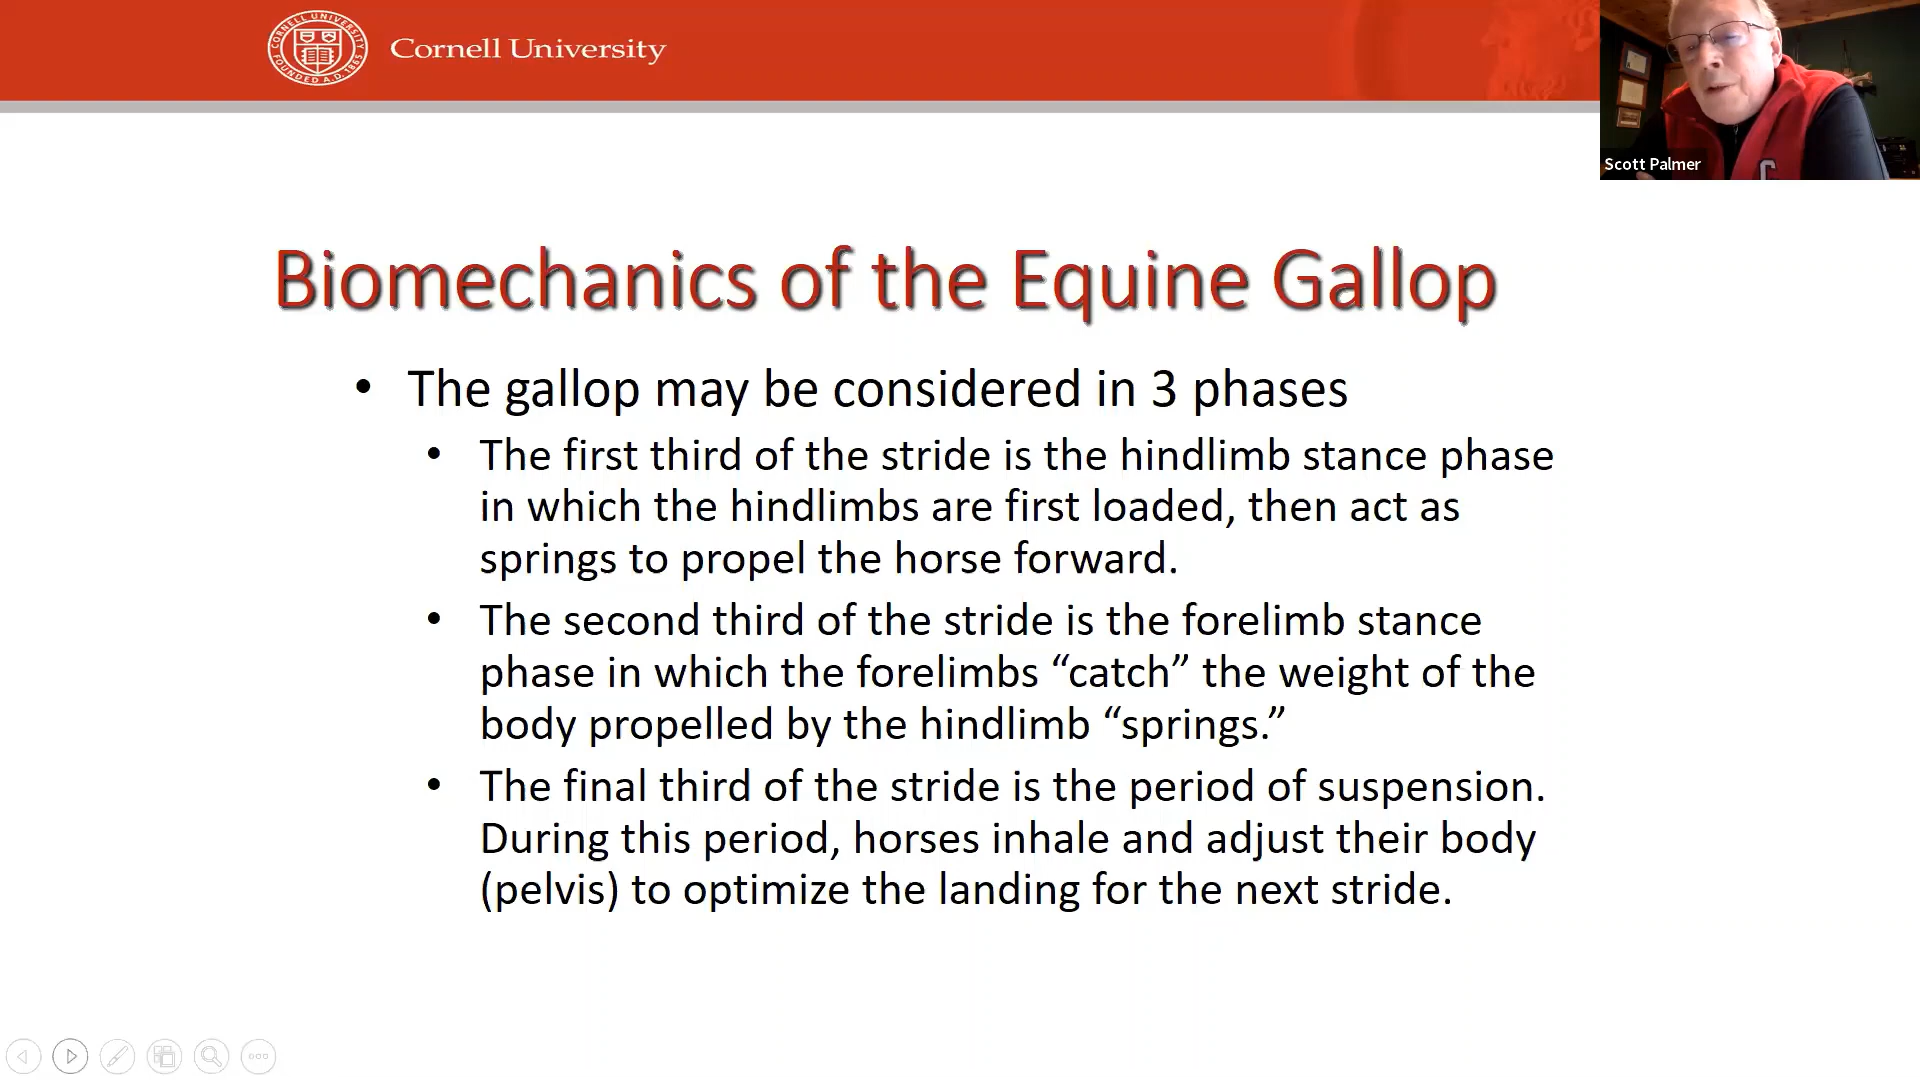 CORNELL UNIVERSITY
FOUNDED A.D. 1865
Cornell University
Scott Palmer
C
Biomechanics of the Equine Gallop
• The gallop may be considered in 3 phases
• The first third of the stride is the hindlimb stance phase
in which the hindlimbs are first loaded, then act as
springs to propel the horse forward.
• The second third of the stride is the forelimb stance
phase in which the forelimbs “catch” the weight of the
body propelled by the hindlimb “springs.”
• The final third of the stride is the period of suspension.
During this period, horses inhale and adjust their body
(pelvis) to optimize the landing for the next stride.